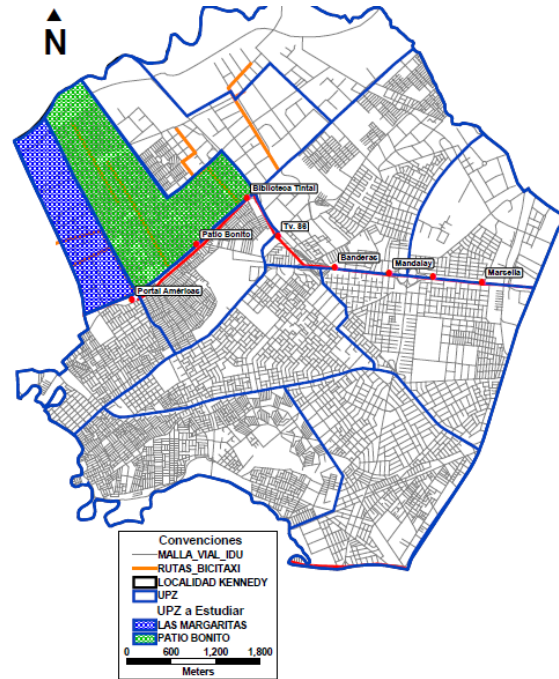 N
Biblioteca Tintal
Tv. 86
Patio Bonito
Banderas
Mandalay
Marsella
Portal Américas
Convenciones
MALLA_VIAL_IDU
RUTAS_BICITAXI
LOCALIDAD KENNEDY
UPZ
UPZ a Estudiar
LAS MARGARITAS
PATIO BONITO
0 600 1,200 1,800
Meters